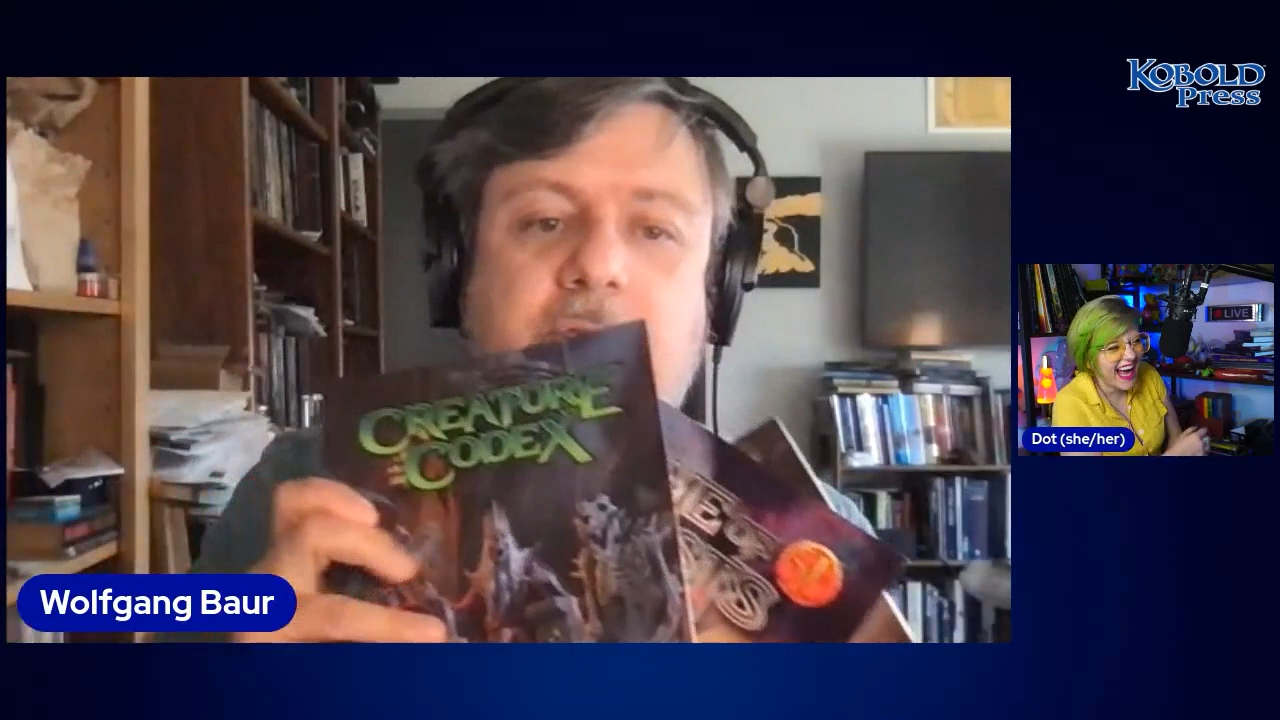 KOBOLD
Press
CREATURE
CODEX
LIVE
Dot (she/her)
Wolfgang Baur